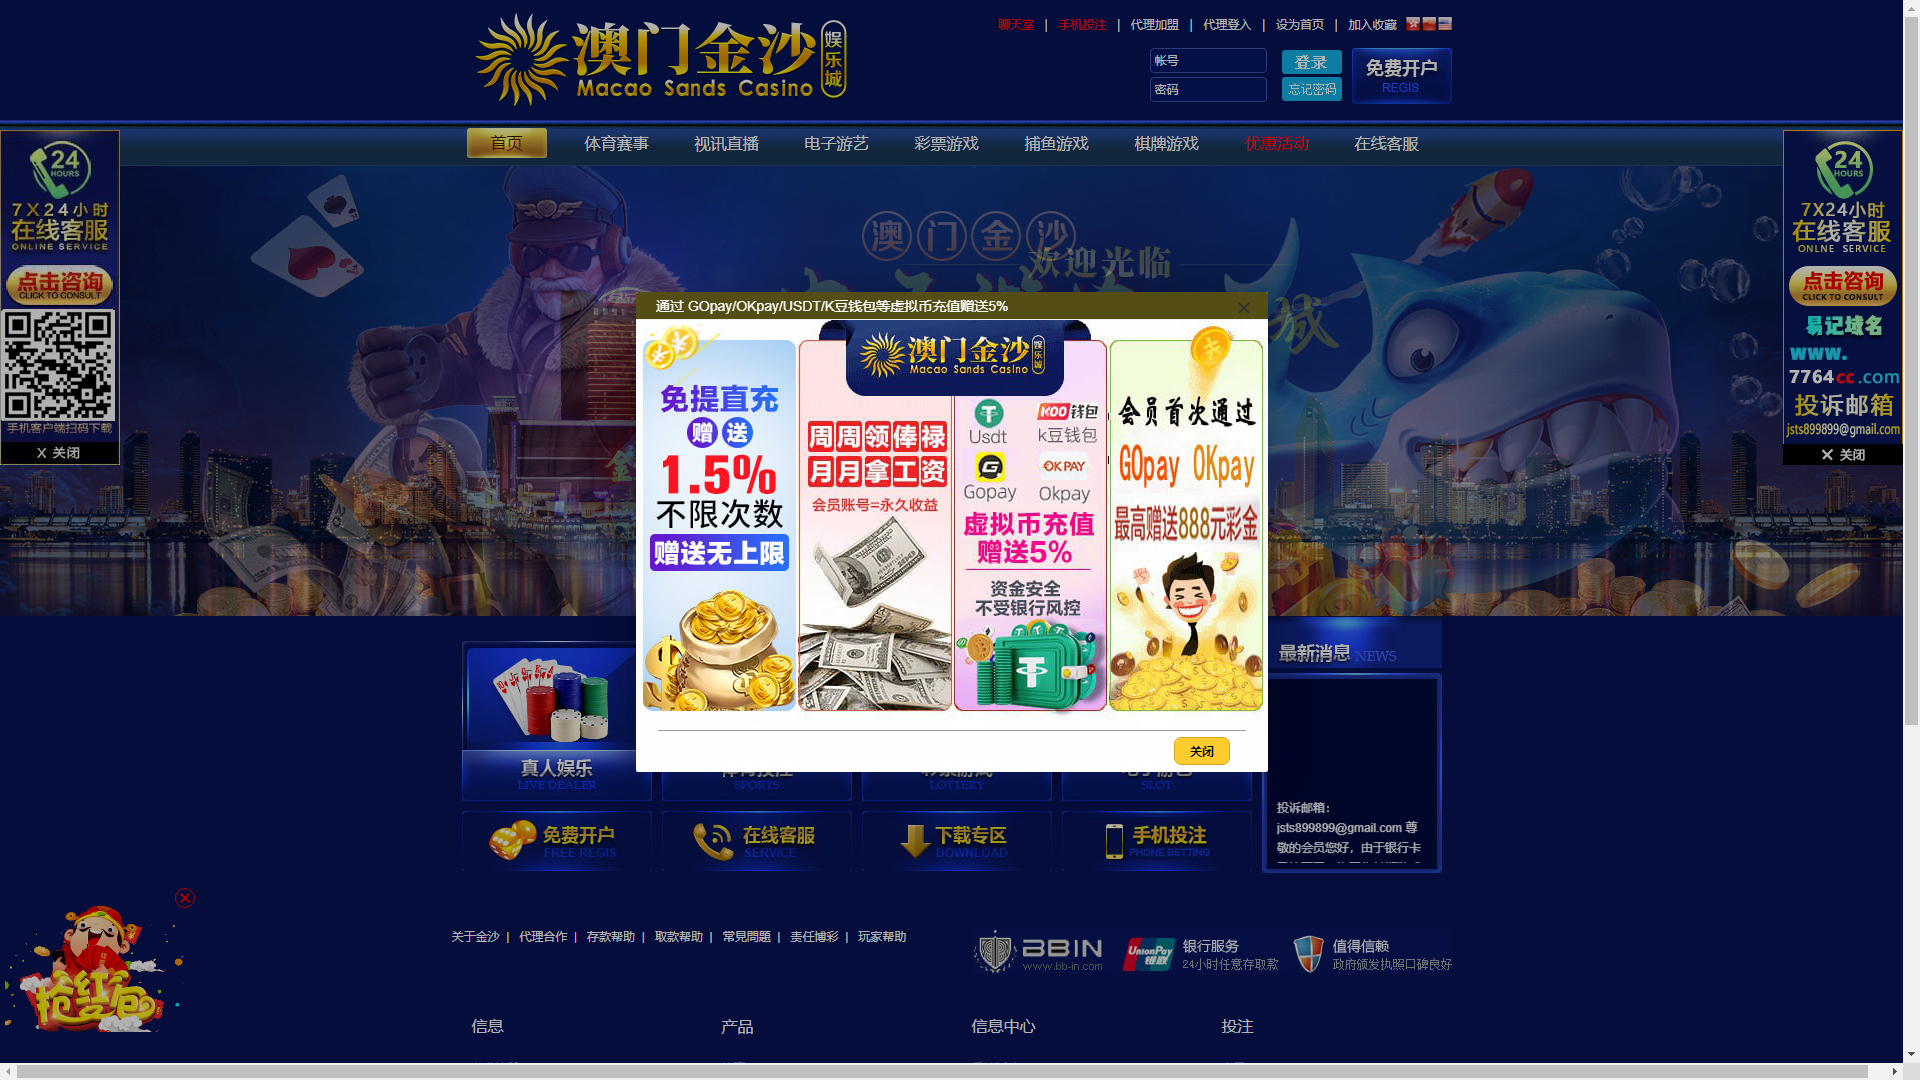 澳门金沙
娱乐城
Macao Sands Casino
聊天室 | 手机投注 | 代理加盟 | 代理登入 | 设为首页 | 加入收藏
帐号
登录
密码
忘记密码
免费开户
REGIS
首页
体育赛事
视讯直播
电子游艺
彩票游戏
捕鱼游戏
棋牌游戏
优惠活动
在线客服
24
HOURS
7X24小时
在线客服
ONLINE SERVICE
点击咨询
CLICK TO CONSULT
手机客户端扫码下载
X 关闭
24
HOURS
7X24小时
在线客服
ONLNE SERVICE
点击咨询
CLICK TO CONSULT
易记域名
www.
7764cc.com
投诉邮箱
jsts899899@gmail.com
✕ 关闭
澳门金沙
欢迎光临
城
通过 GOpay/OKpay/USDT/K豆钱包等虚拟币充值赠送5%
澳门金沙
娱乐城
Macao Sands Casino
免提直充
赠送
1.5%
不限次数
赠送无上限
周周领俸禄
月月拿工资
会员账号=永久收益
Usdt
KOO钱包
k豆钱包
Gopay
OKPAY
Okpay
虚拟币充值
赠送5%
资金安全
不受银行风控
会员首次通过
GOpay OKpay
最高赠送888元彩金
关闭
真人娱乐
LIVE DEALER
SPORTS
LOTTERY
SLOT
最新消息 NEWS
投诉邮箱：
jsts899899@gmail.com 尊
敬的会员您好，由于银行卡
免费开户
FREE REGIS
在线客服
SERVICE
下载专区
DOWNLOAD
手机投注
PHONE BETTING
抢红包
关于金沙 | 代理合作 | 存款帮助 | 取款帮助 | 常見問題 | 责任博彩 | 玩家帮助
BBIN
www.bb-in.com
UnionPay
银联
银行服务
24小时任意存取款
值得信赖
政府颁发执照口碑良好
信息
产品
信息中心
投注